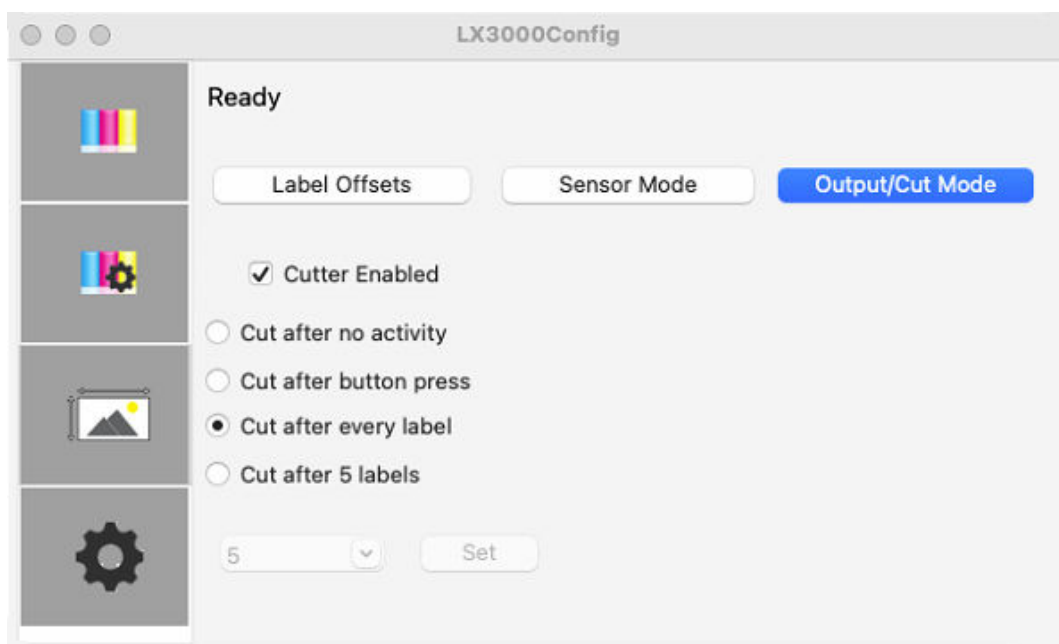 LX3000Config
Ready
Label Offsets Sensor Mode Output/Cut Mode
Cutter Enabled
Cut after no activity
Cut after button press
Cut after every label
Cut after 5 labels
5 Set